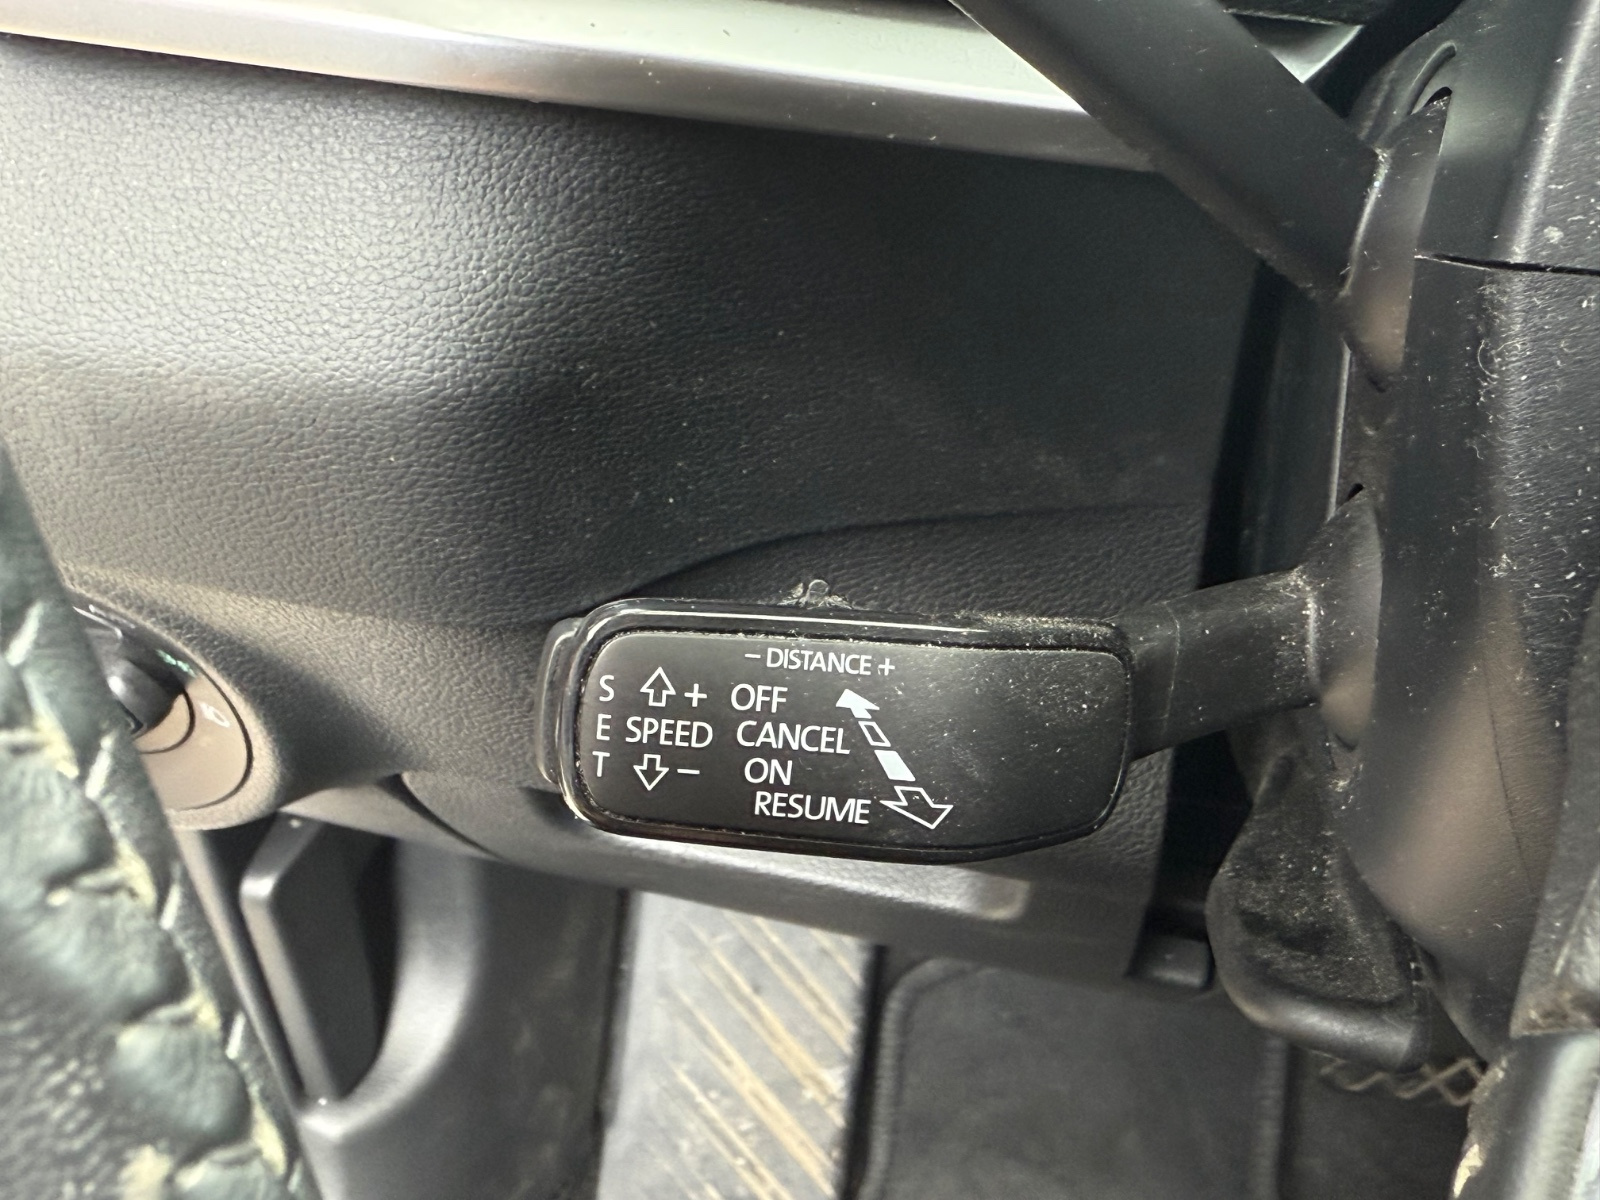 – DISTANCE +
S + OFF
E SPEED CANCEL
T – ON
RESUME